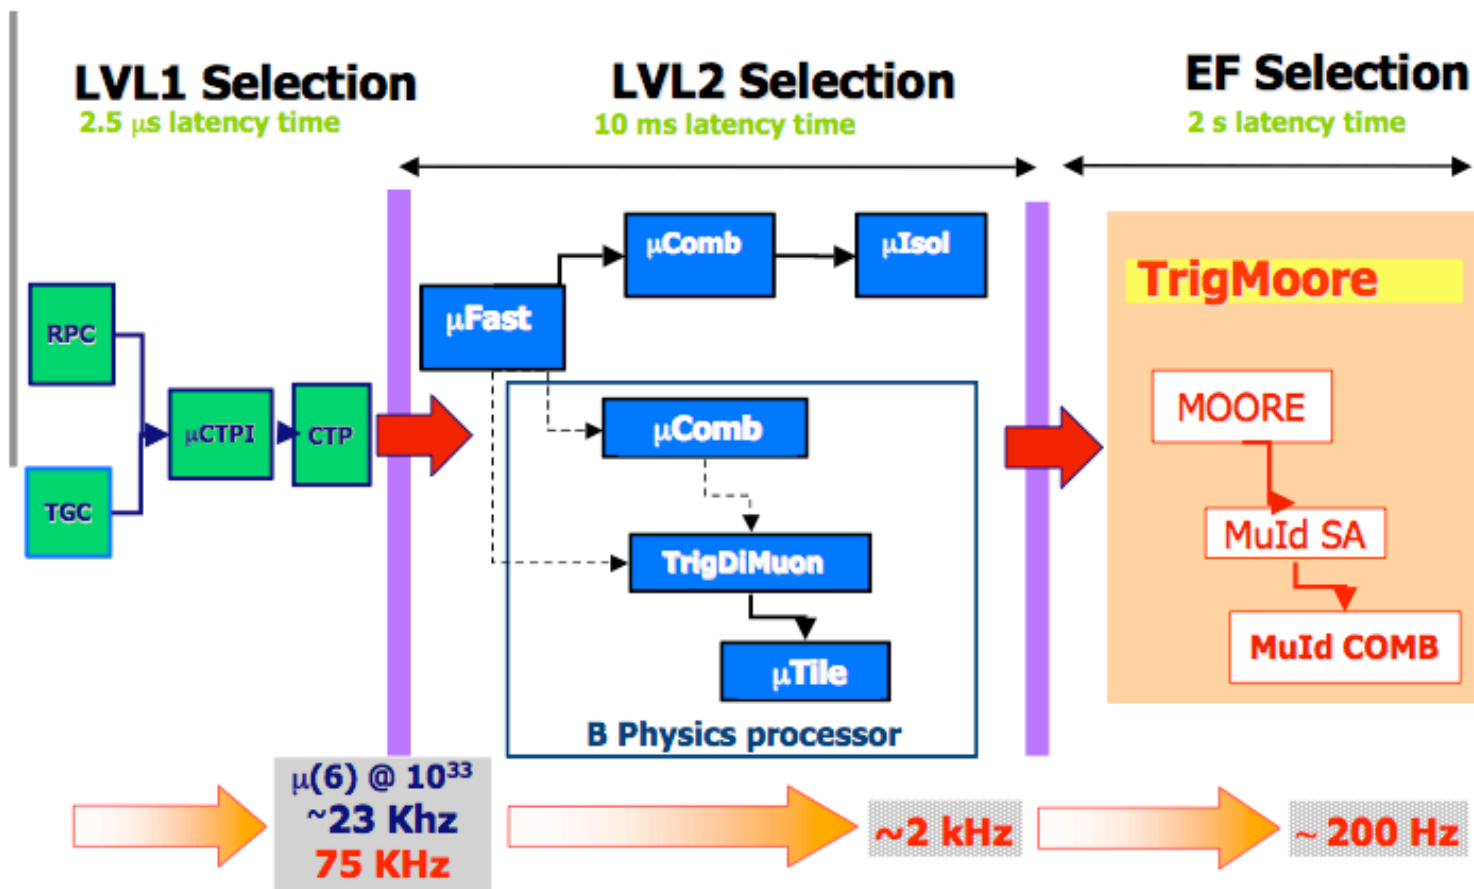 LVL1 Selection
2.5 μs latency time
LVL2 Selection
10 ms latency time
EF Selection
2 s latency time
RPC
TGC
μCTPI
CTP
μFast
μComb
μIsol
μComb
TrigDiMuon
μTile
B Physics processor
TrigMoore
MOORE
MuId SA
MuId COMB
μ(6) @ 10³³
~23 Khz
75 KHz
~2 kHz
~ 200 Hz